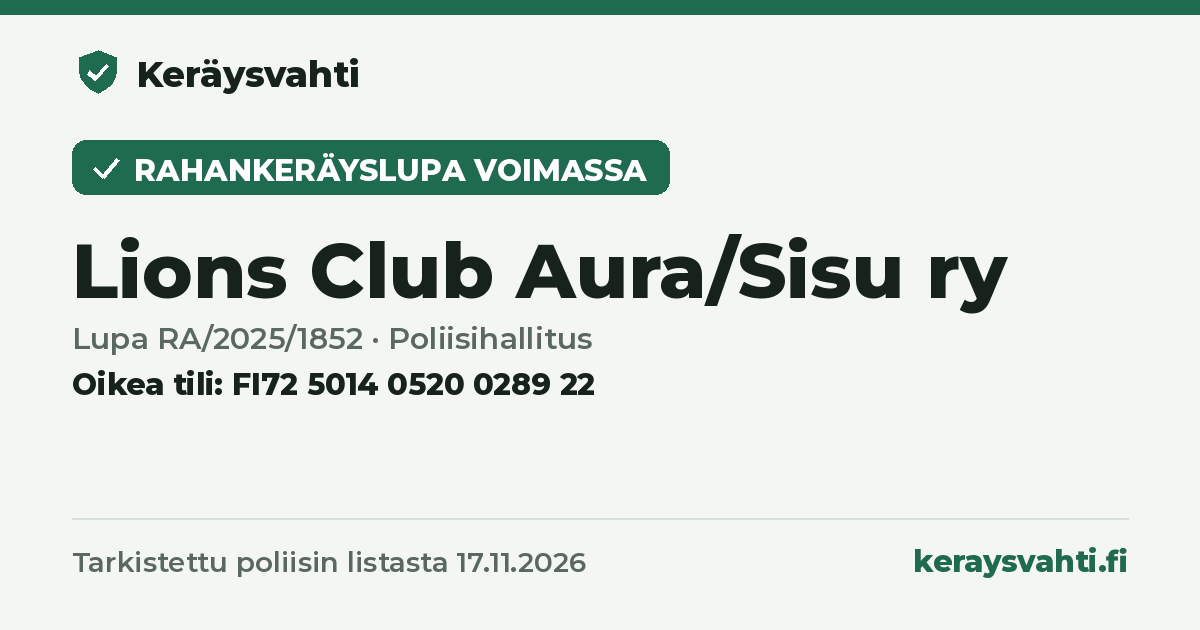 Keräysvahti
RAHANKERÄYSLUPA VOIMASSA
Lions Club Aura/Sisu ry
Lupa RA/2025/1852 · Poliisihallitus
Oikea tili: FI72 5014 0520 0289 22
Tarkistettu poliisin listasta 17.11.2026
keraysvahti.fi